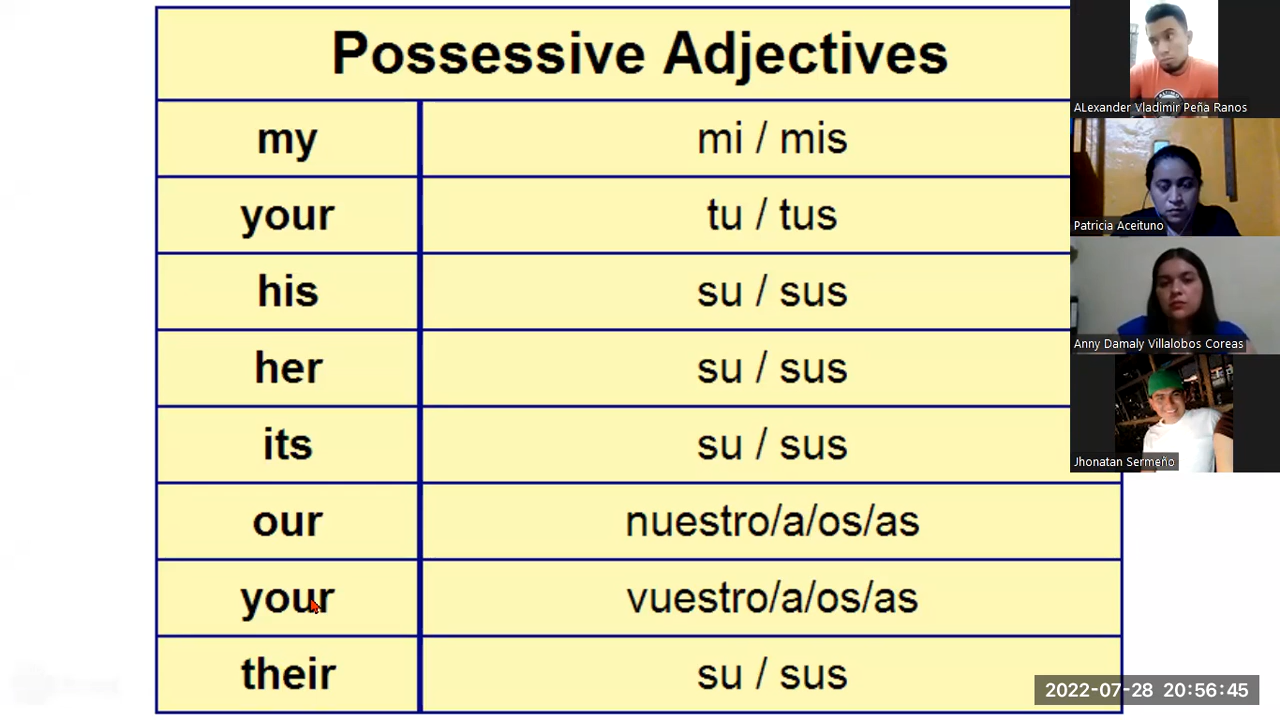 Possessive Adjectives
my mi / mis
your tu / tus
his su / sus
her su / sus
its su / sus
our nuestro/a/os/as
your vuestro/a/os/as
their su / sus
ALexander Vladimir Peña Ranos
Patricia Aceituno
Anny Damaly Villalobos Coreas
Jhonatan Sermeño
2022-07-28 20:56:45